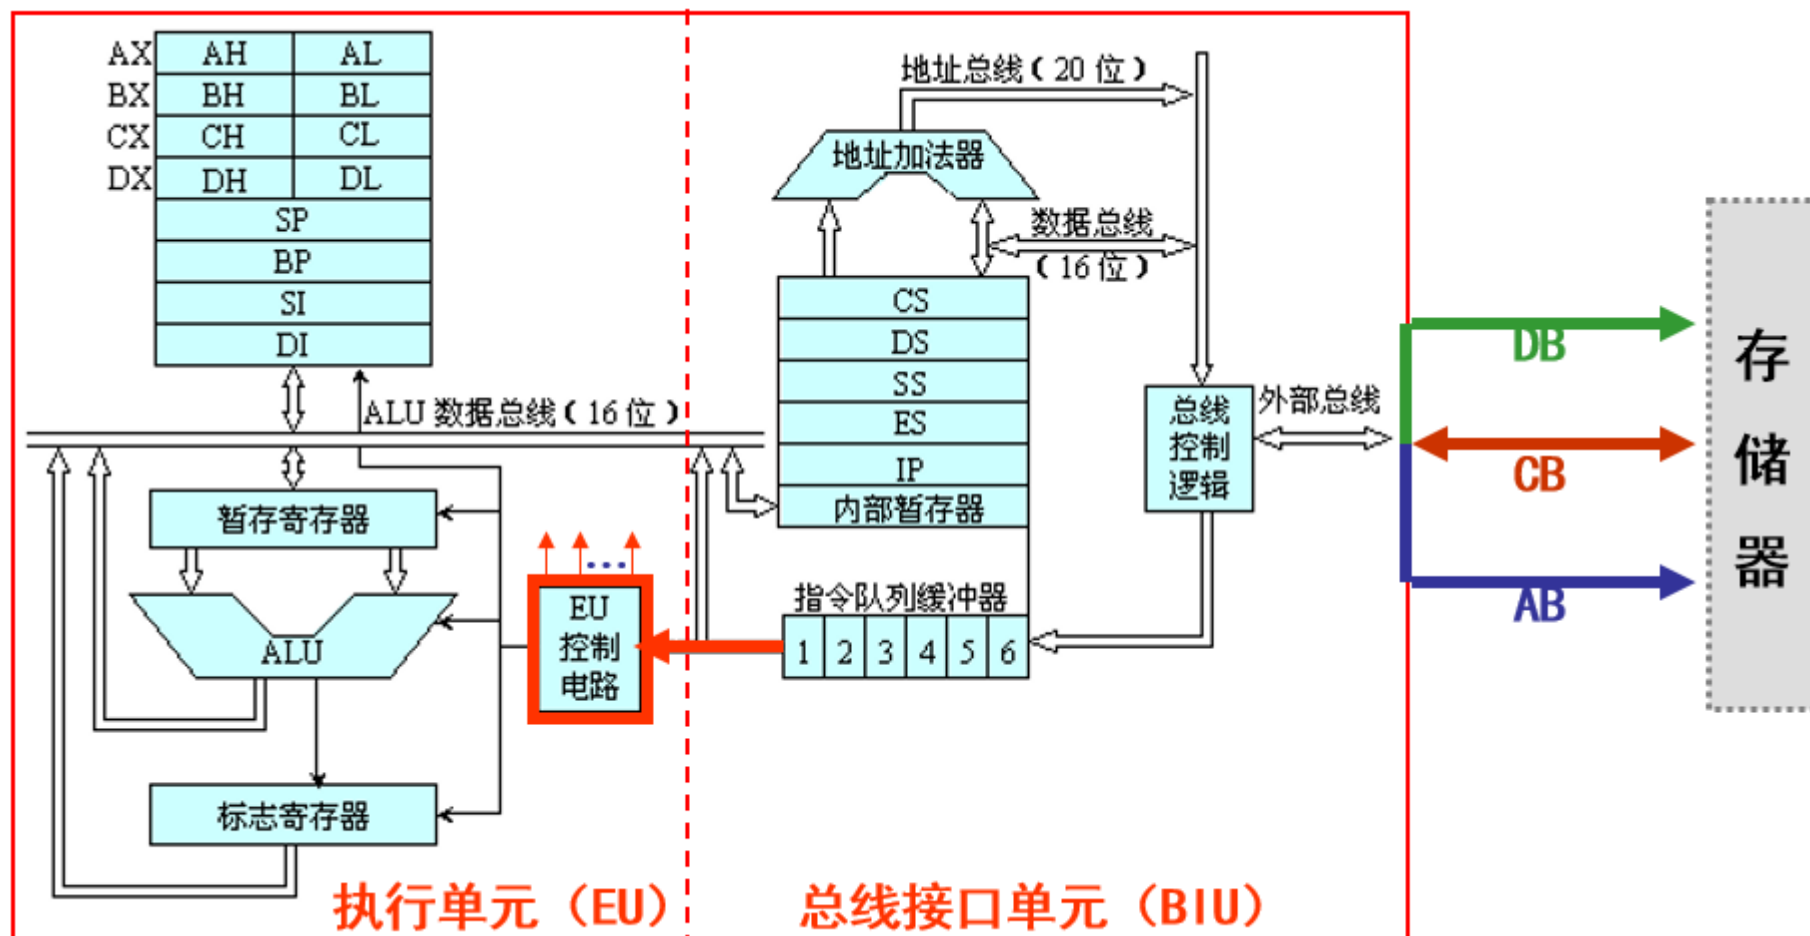 AX AH AL
BX BH BL
CX CH CL
DX DH DL
SP
BP
SI
DI
ALU 数据总线(16 位)
暂存寄存器
ALU
标志寄存器
EU
控制
电路
执行单元(EU)
地址总线(20 位)
地址加法器
数据总线
(16 位)
CS
DS
SS
ES
IP
内部暂存器
指令队列缓冲器
1 2 3 4 5 6
总线
控制
逻辑
外部总线
总线接口单元(BIU)
DB
CB
AB
存
储
器